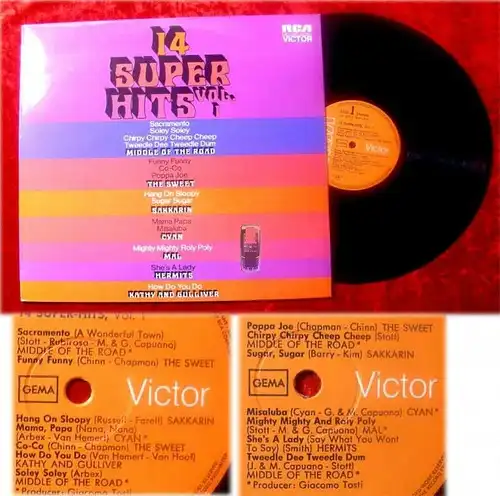 14
SUPER
HITS VOL. 1
RCA
VICTOR
Sacramento
Soley Soley
Chirpy Chirpy Cheep Cheep
Tweedle Dee Tweedle Dum
MIDDLE OF THE ROAD
Funny Funny
Co-Co
Poppa Joe
THE SWEET
Hang On Sloopy
Sugar Sugar
SAKKARIN
Mama Papa
Misaluba
CYAN
Mighty Mighty Roly Poly
MAL
She's A Lady
HERMITS
How Do You Do
KATHY AND GULLIVER
1
Victor
14 SUPER-HITS, Vol. 1
Sacramento (A Wonderful Town)
(Stott - Rubiroso - M. & G. Capuano)
MIDDLE OF THE ROAD*
Funny Funny (Chinn - Chapman) THE SWEET
GEMA
Victor
Hang On Sloopy (Russell - Farell) SAKKARIN
Mama, Papa (Nana, Nana)
(Arbex - Van Hemert) CYAN*
Co-Co (Chinn - Chapman) THE SWEET
How Do You Do (Van Hemert - Van Hoof)
KATHY AND GULLIVER
Soley Soley (Arbex)
MIDDLE OF THE ROAD*
*Producer: Giacomo Tosti
Poppa Joe (Chapman - Chinn) THE SWEET
Chirpy Chirpy Cheep Cheep (Stott)
MIDDLE OF THE ROAD*
Sugar, Sugar (Barry - Kim) SAKKARIN
GEMA
Victor
Misaluba (Cyan - G. & M. Capuano) CYAN*
Mighty Mighty And Roly Poly
(Stott - M. & G. Capuano) MAL*
She's A Lady (Say What You Want
To Say) (Smith) HERMITS
Tweedle Dee Tweedle Dum
(J. & M. Capuano - Stott)
MIDDLE OF THE ROAD*
*Producer: Giacomo Tosti